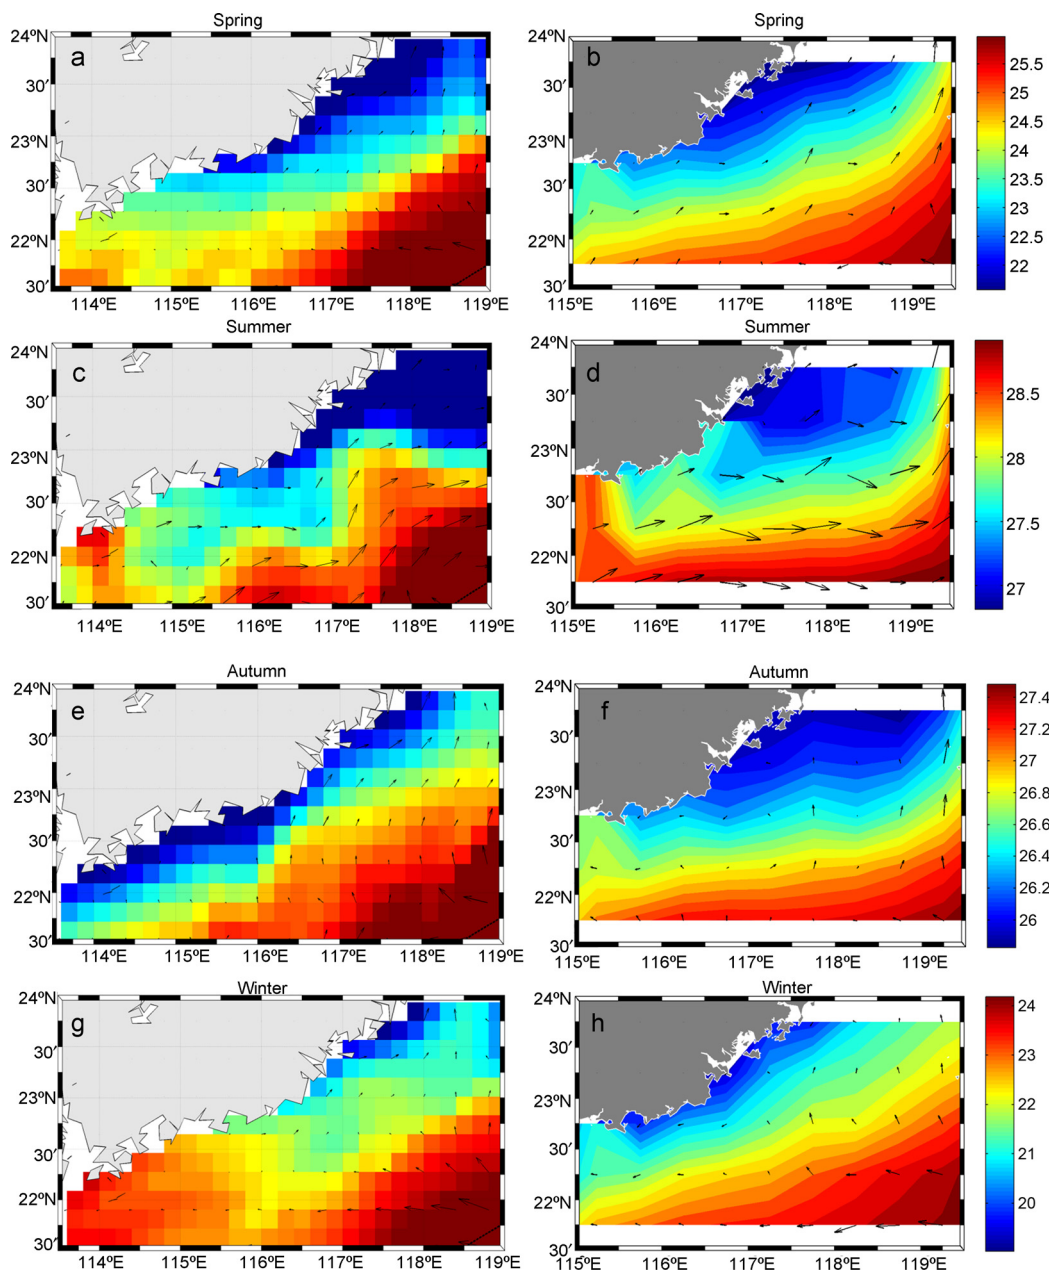 Spring Spring
24ºN a 24ºN b 25.5
30′ 30′ 25
24.5
23ºN 23ºN 24
30′ 30′ 23.5
23
22ºN 22ºN 22.5
30′ 30′ 22
114ºE 115ºE 116ºE 117ºE 118ºE 119ºE 115ºE 116ºE 117ºE 118ºE 119ºE
Summer Summer
24ºN c 24ºN d
30′ 30′ 28.5
23ºN 23ºN 28
30′ 30′ 27.5
22ºN 22ºN
30′ 30′ 27
114ºE 115ºE 116ºE 117ºE 118ºE 119ºE 115ºE 116ºE 117ºE 118ºE 119ºE
Autumn Autumn
24ºN e 24ºN f 27.4
30′ 30′ 27.2
27
23ºN 23ºN 26.8
26.6
30′ 30′ 26.4
22ºN 22ºN 26.2
30′ 30′ 26
114ºE 115ºE 116ºE 117ºE 118ºE 119ºE 115ºE 116ºE 117ºE 118ºE 119ºE
Winter Winter
24ºN g 24ºN h 24
30′ 30′ 23
23ºN 23ºN 22
30′ 30′ 21
22ºN 22ºN 20
30′ 30′
114ºE 115ºE 116ºE 117ºE 118ºE 119ºE 115ºE 116ºE 117ºE 118ºE 119ºE